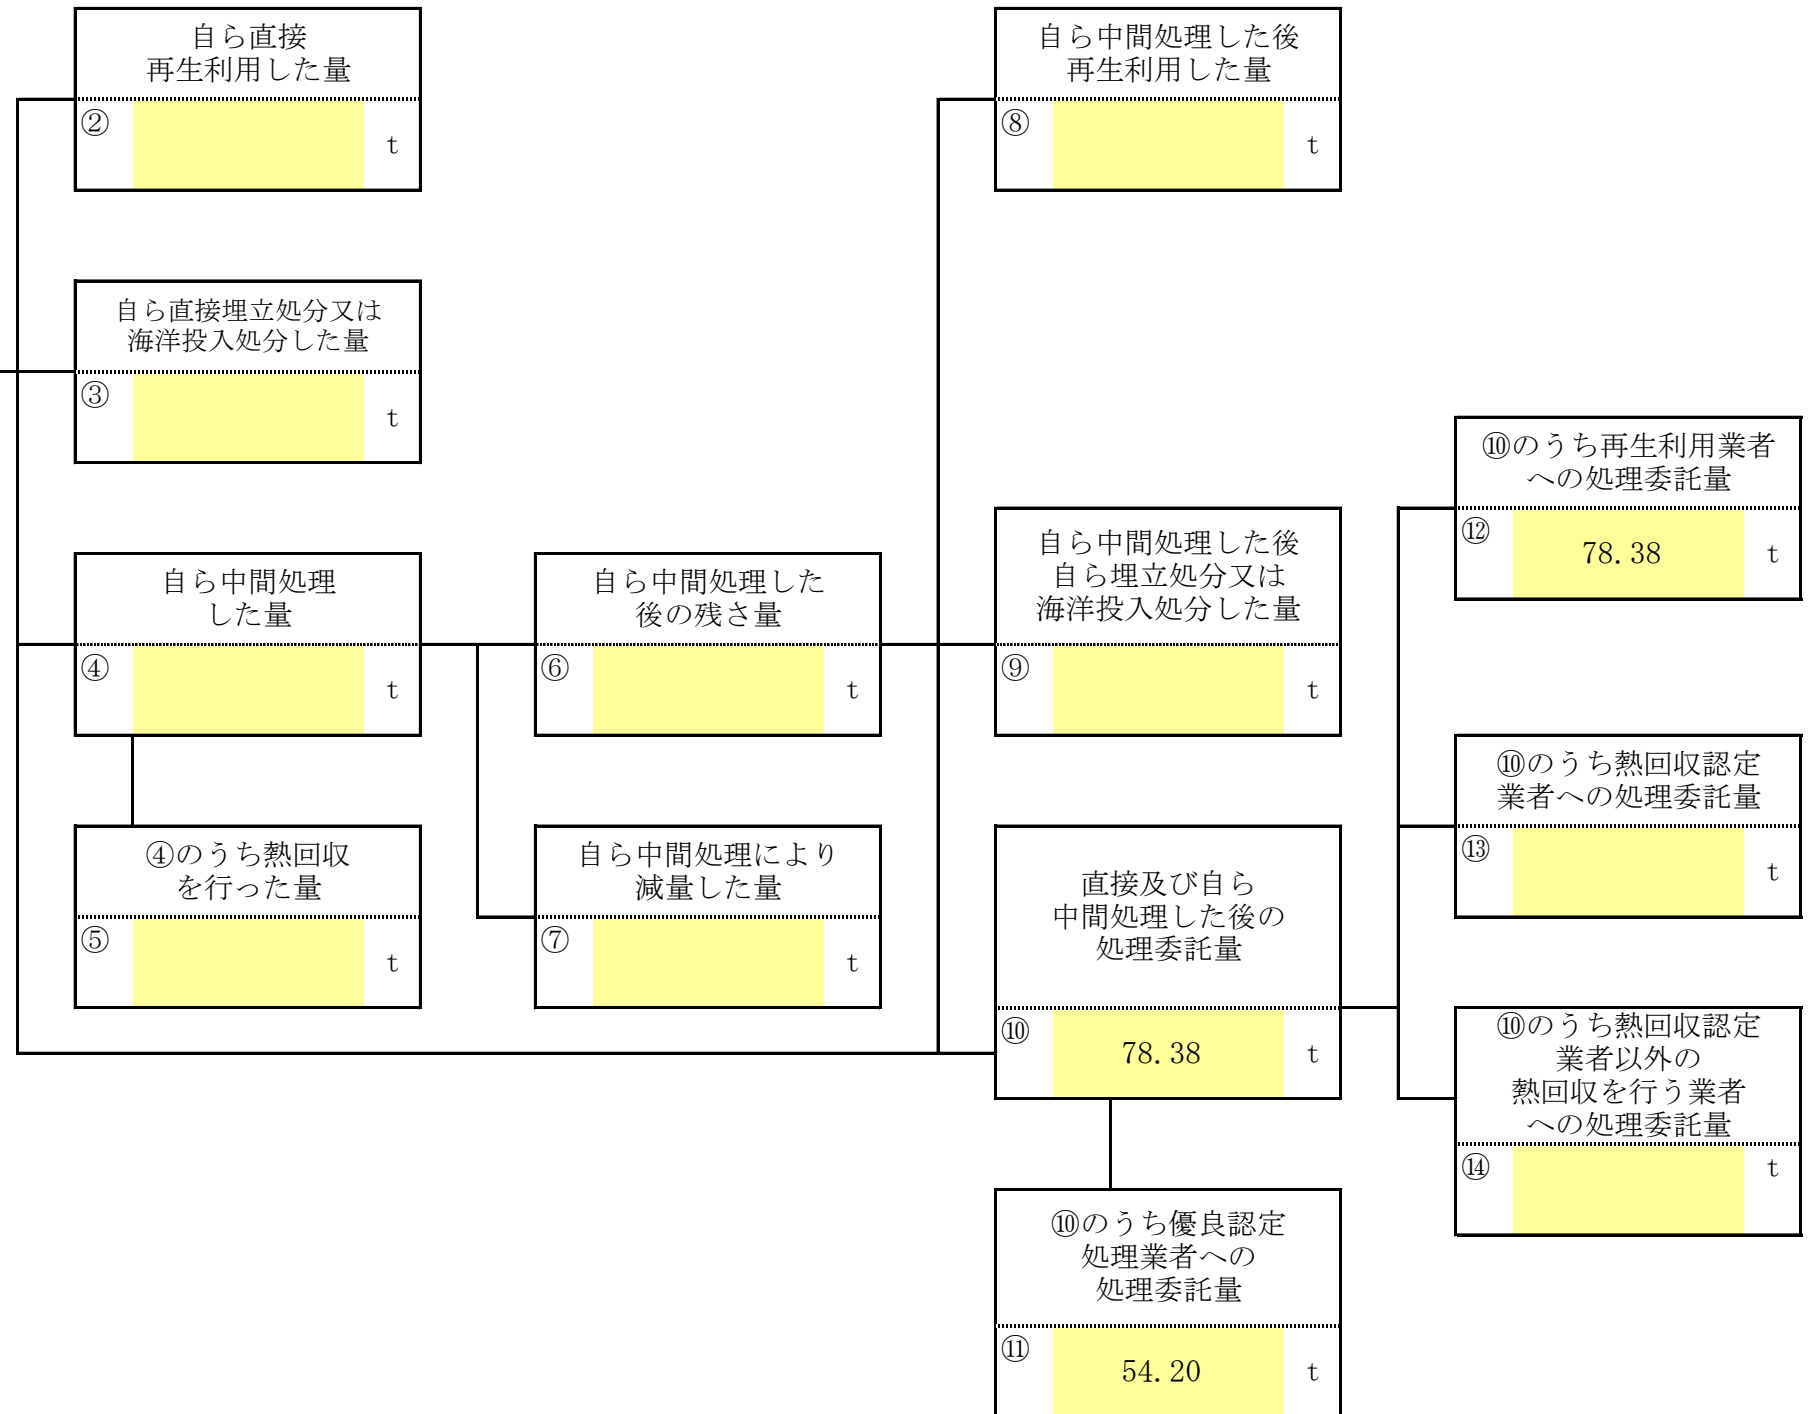 自ら直接
再生利用した量
②
t
自ら中間処理した後
再生利用した量
⑧
t
自ら直接埋立処分又は
海洋投入処分した量
③
t
⑩のうち再生利用業者
への処理委託量
⑫
78.38
t
自ら中間処理
した量
④
t
自ら中間処理した
後の残さ量
⑥
t
自ら中間処理した後
自ら埋立処分又は
海洋投入処分した量
⑨
t
⑩のうち熱回収認定
業者への処理委託量
⑬
t
④のうち熱回収
を行った量
⑤
t
自ら中間処理により
減量した量
⑦
t
直接及び自ら
中間処理した後の
処理委託量
⑩
78.38
t
⑩のうち熱回収認定
業者以外の
熱回収を行う業者
への処理委託量
⑭
t
⑩のうち優良認定
処理業者への
処理委託量
⑪
54.20
t